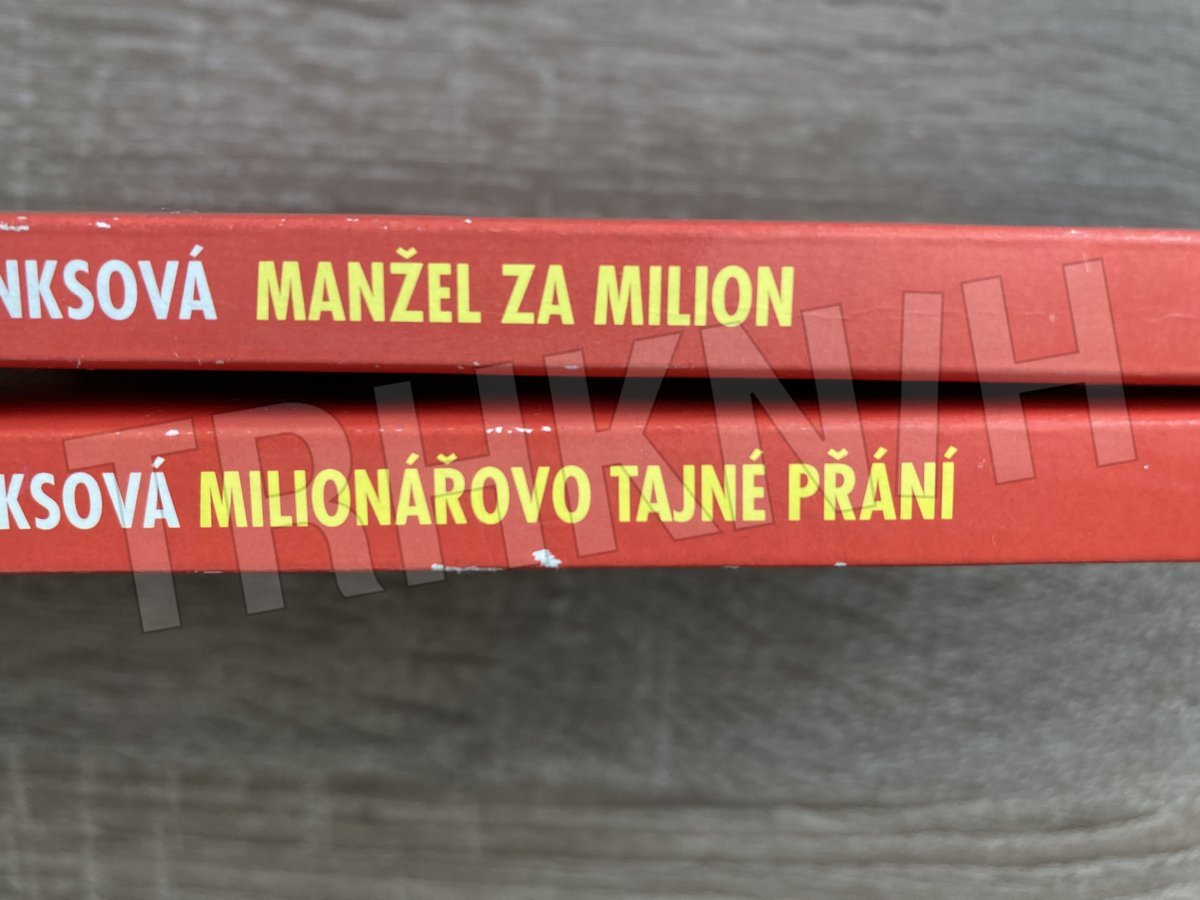 NKSOVÁ MANŽEL ZA MILION
KSOVÁ MILIONÁŘOVO TAJNÉ PŘÁNÍ
TRHKNIH